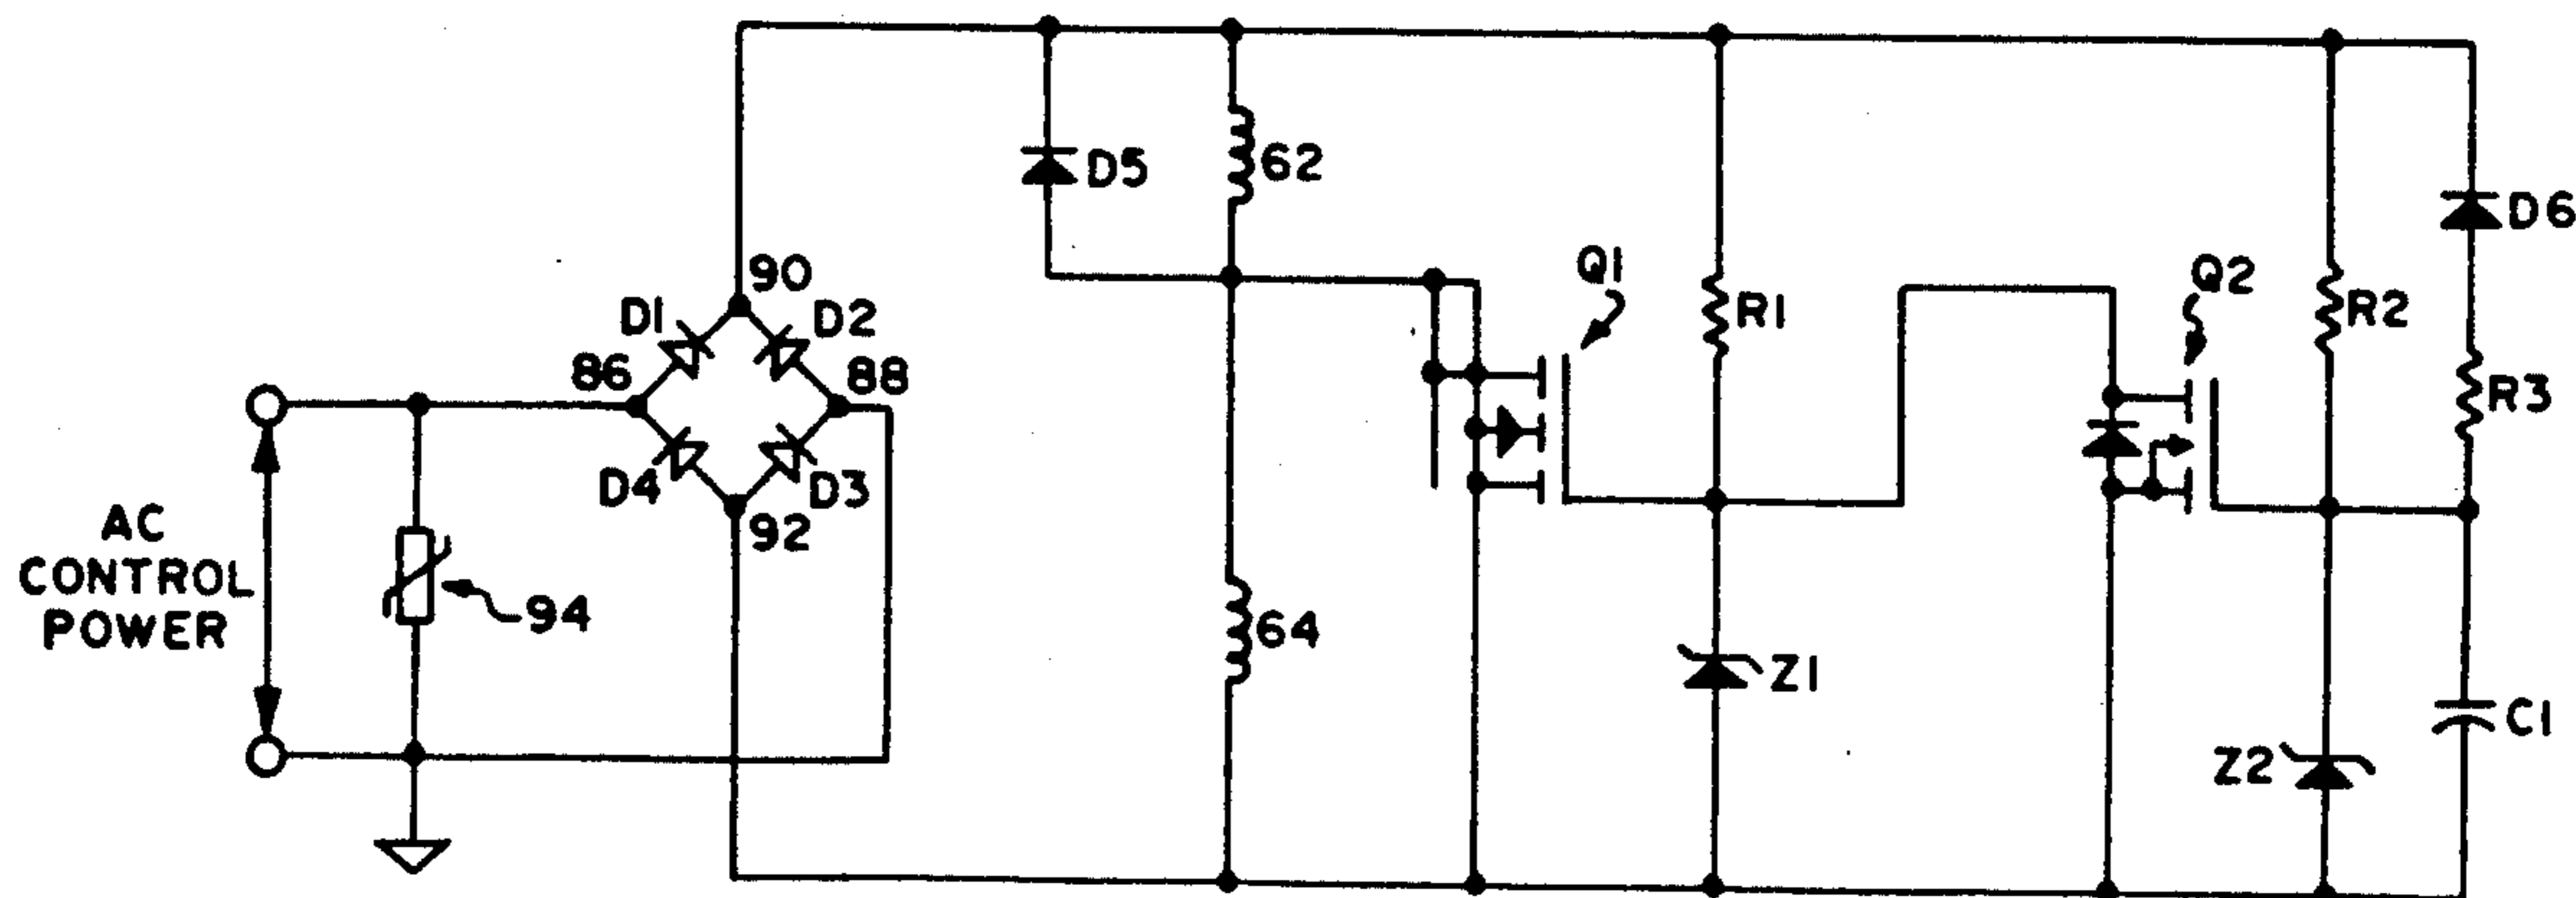 D5
62
D6
90
Q1
Q2
D1
D2
R1
R2
86
88
R3
D4
D3
92
AC
CONTROL
POWER
94
64
Z1
C1
Z2